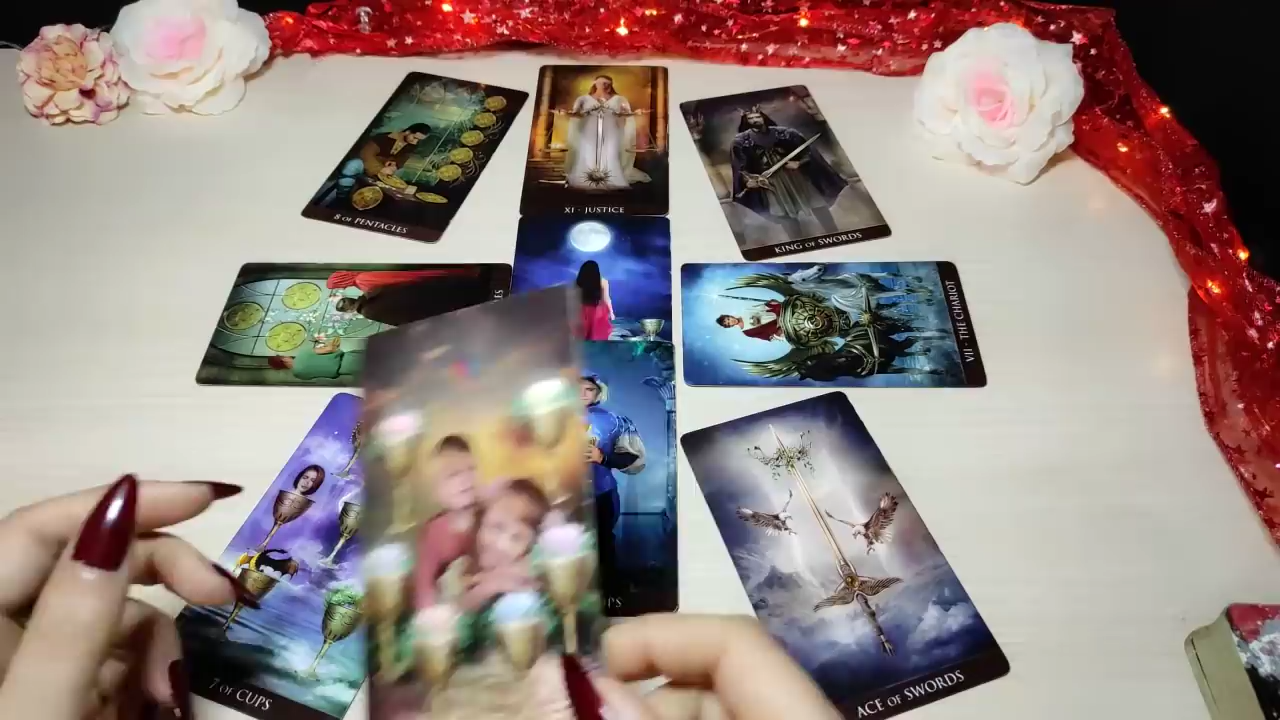 8 OF PENTACLES
XI · JUSTICE
KING OF SWORDS
VII · THE CHARIOT
7 OF CUPS
ACE OF SWORDS